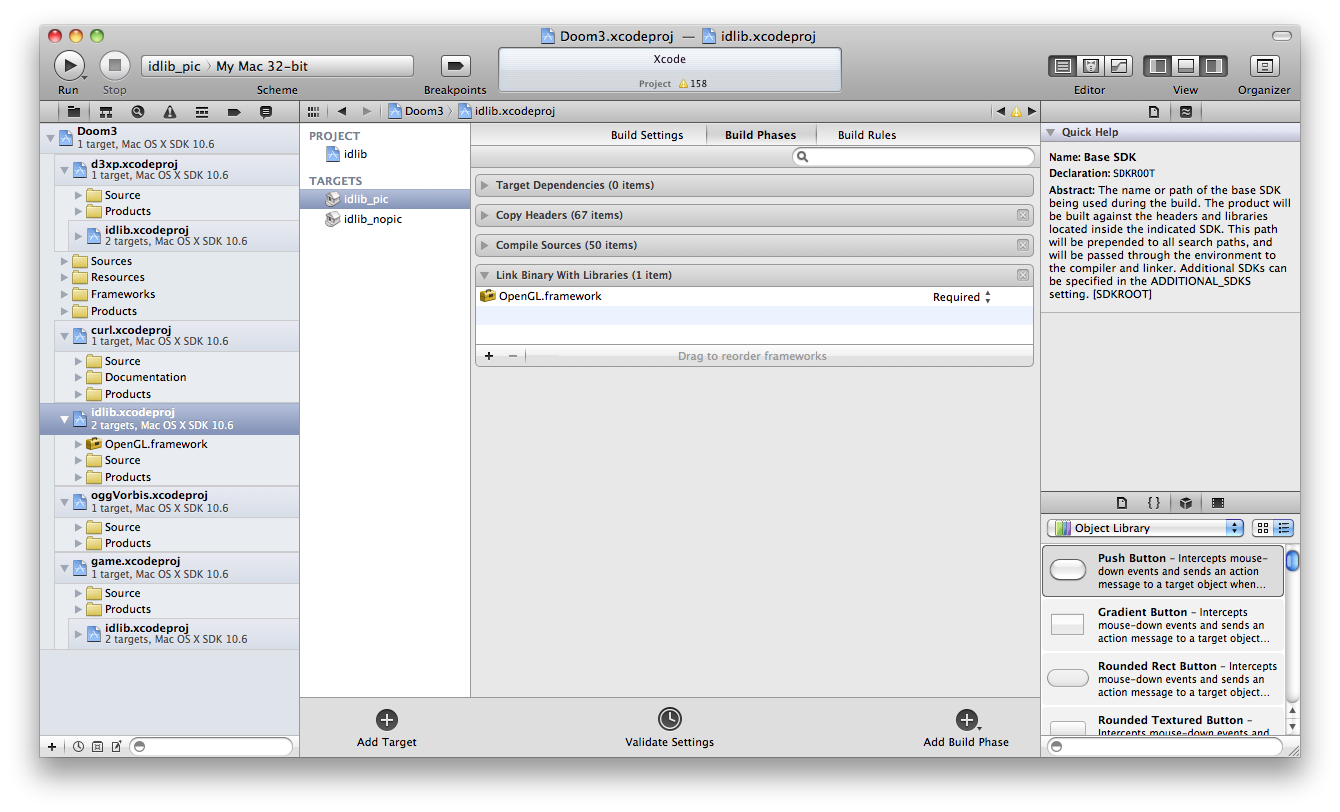 Doom3.xcodeproj — idlib.xcodeproj
idlib_pic 〉 My Mac 32-bit
Xcode
Project 158
Run
Stop
Scheme
Breakpoints
Editor
View
Organizer
Doom3
idlib.xcodeproj
Doom3
1 target, Mac OS X SDK 10.6
d3xp.xcodeproj
1 target, Mac OS X SDK 10.6
Source
Products
idlib.xcodeproj
2 targets, Mac OS X SDK 10.6
Sources
Resources
Frameworks
Products
curl.xcodeproj
1 target, Mac OS X SDK 10.6
Source
Documentation
Products
idlib.xcodeproj
2 targets, Mac OS X SDK 10.6
OpenGL.framework
Source
Products
oggVorbis.xcodeproj
1 target, Mac OS X SDK 10.6
Source
Products
game.xcodeproj
1 target, Mac OS X SDK 10.6
Source
Products
idlib.xcodeproj
2 targets, Mac OS X SDK 10.6
PROJECT
idlib
TARGETS
idlib_pic
idlib_nopic
Build Settings
Build Phases
Build Rules
Target Dependencies (0 items)
Copy Headers (67 items)
Compile Sources (50 items)
Link Binary With Libraries (1 item)
OpenGL.framework
Required
+ −
Drag to reorder frameworks
Add Target
Validate Settings
Add Build Phase
Quick Help
Name: Base SDK
Declaration: SDKROOT
Abstract: The name or path of the base SDK
being used during the build. The product will
be built against the headers and libraries
located inside the indicated SDK. This path
will be prepended to all search paths, and
will be passed through the environment to
the compiler and linker. Additional SDKs can
be specified in the ADDITIONAL_SDKS
setting. [SDKROOT]
{ }
Object Library
Push Button – Intercepts mouse-
down events and sends an action
message to a target object when...
Gradient Button – Intercepts
mouse-down events and sends an
action message to a target object...
Rounded Rect Button – Intercepts
mouse-down events and sends an
action message to a target object...
Rounded Textured Button –
Intercepts mouse-down events and